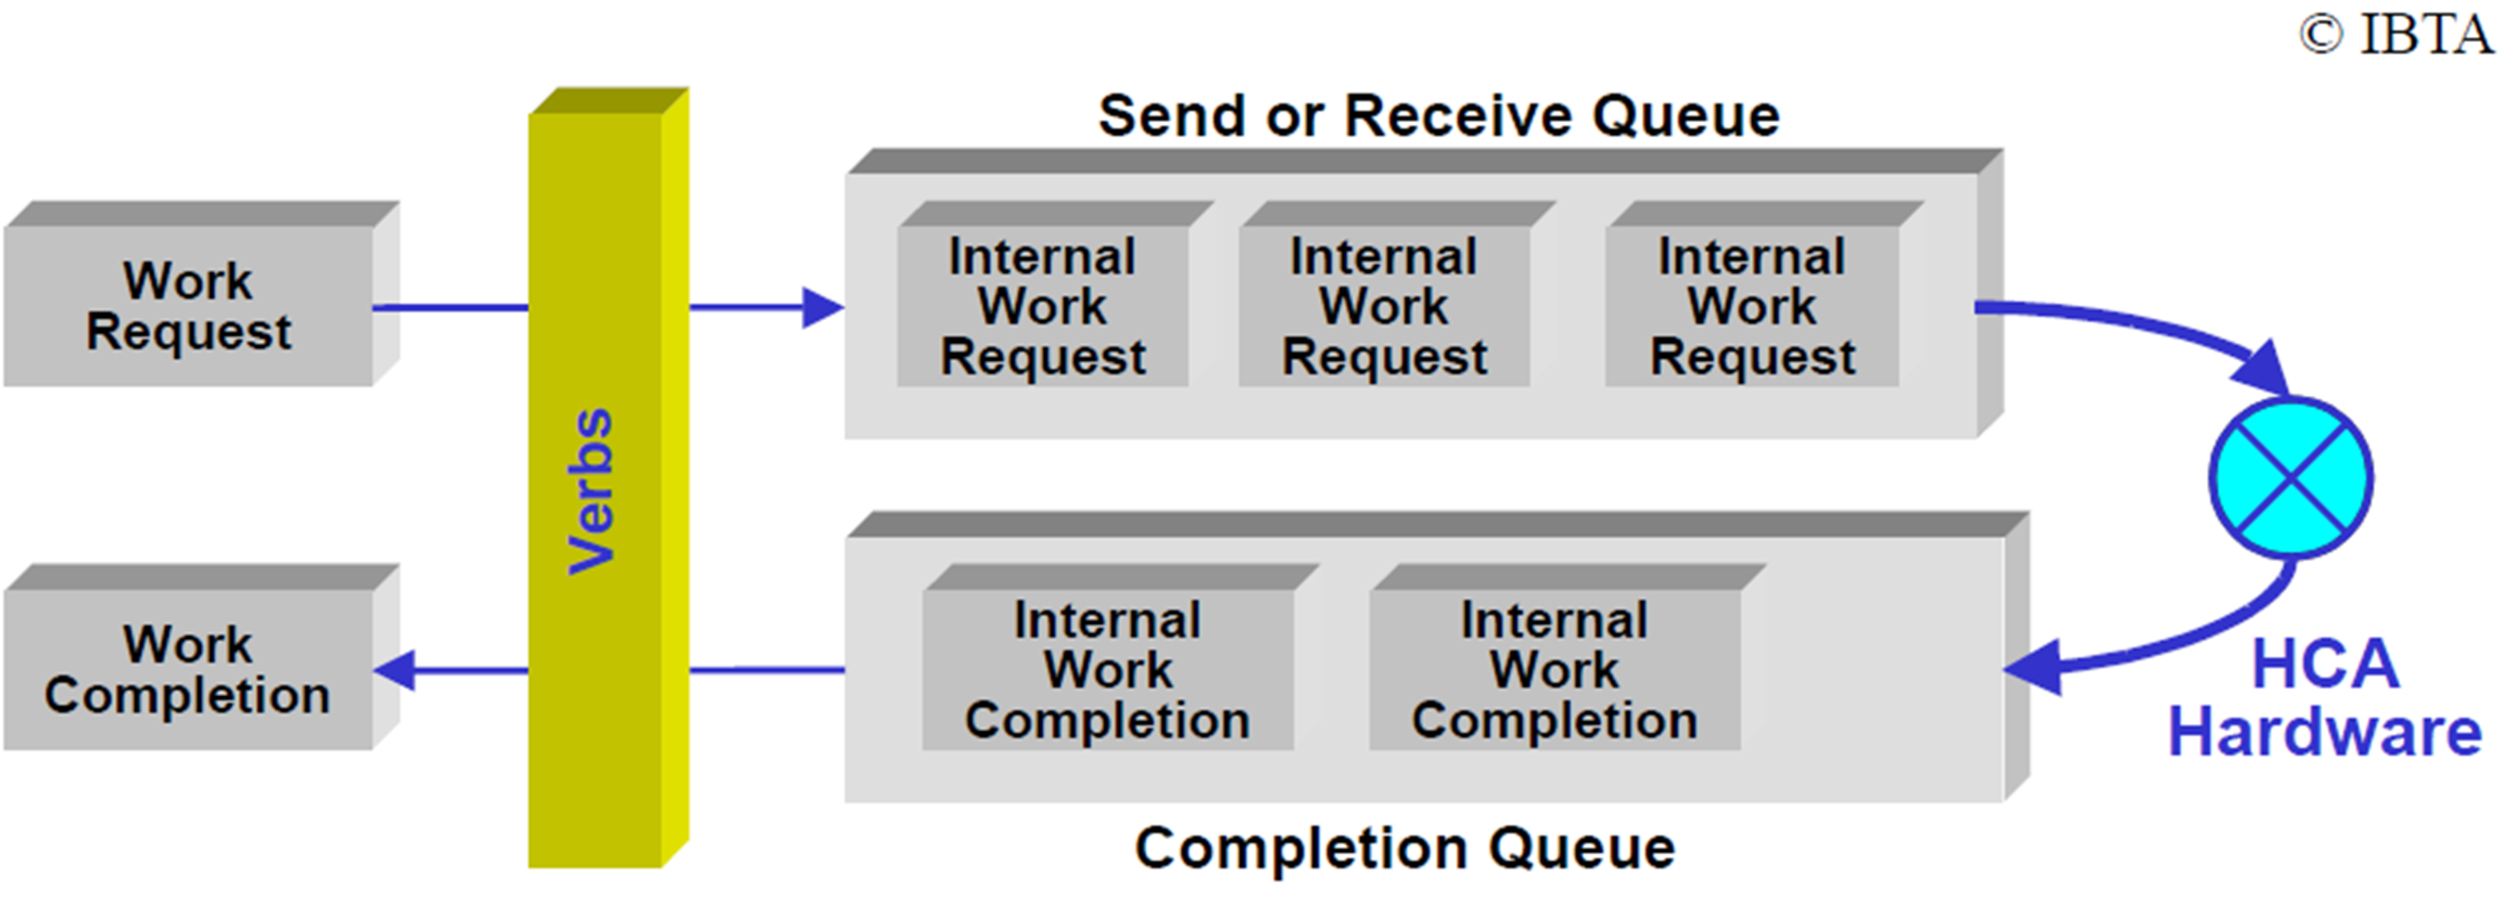 © IBTA
Send or Receive Queue
Work
Request
Internal
Work
Request
Internal
Work
Request
Internal
Work
Request
Verbs
Work
Completion
Internal
Work
Completion
Internal
Work
Completion
HCA
Hardware
Completion Queue